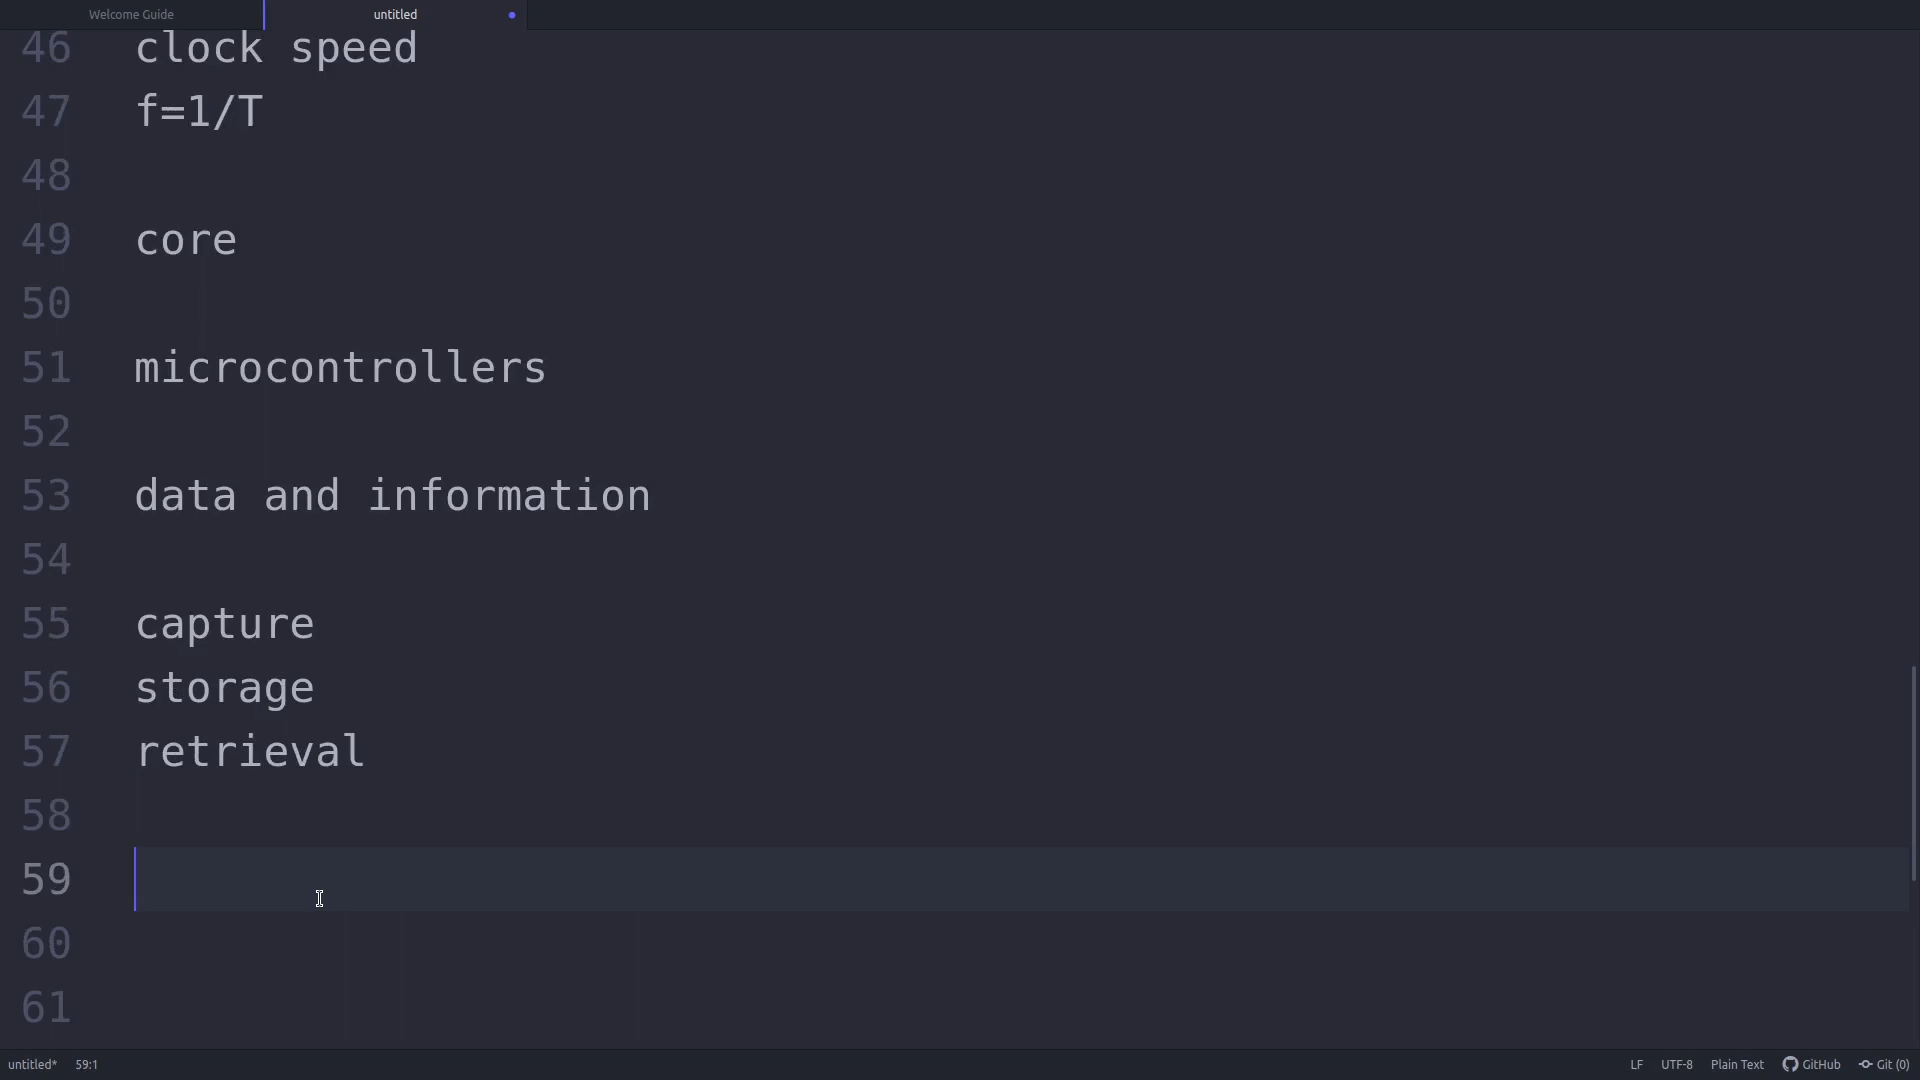 Welcome Guide
untitled
46 clock speed
47 f=1/T
48
49 core
50
51 microcontrollers
52
53 data and information
54
55 capture
56 storage
57 retrieval
58
59
60
61
untitled* 59:1 LF UTF-8 Plain Text GitHub Git (0)